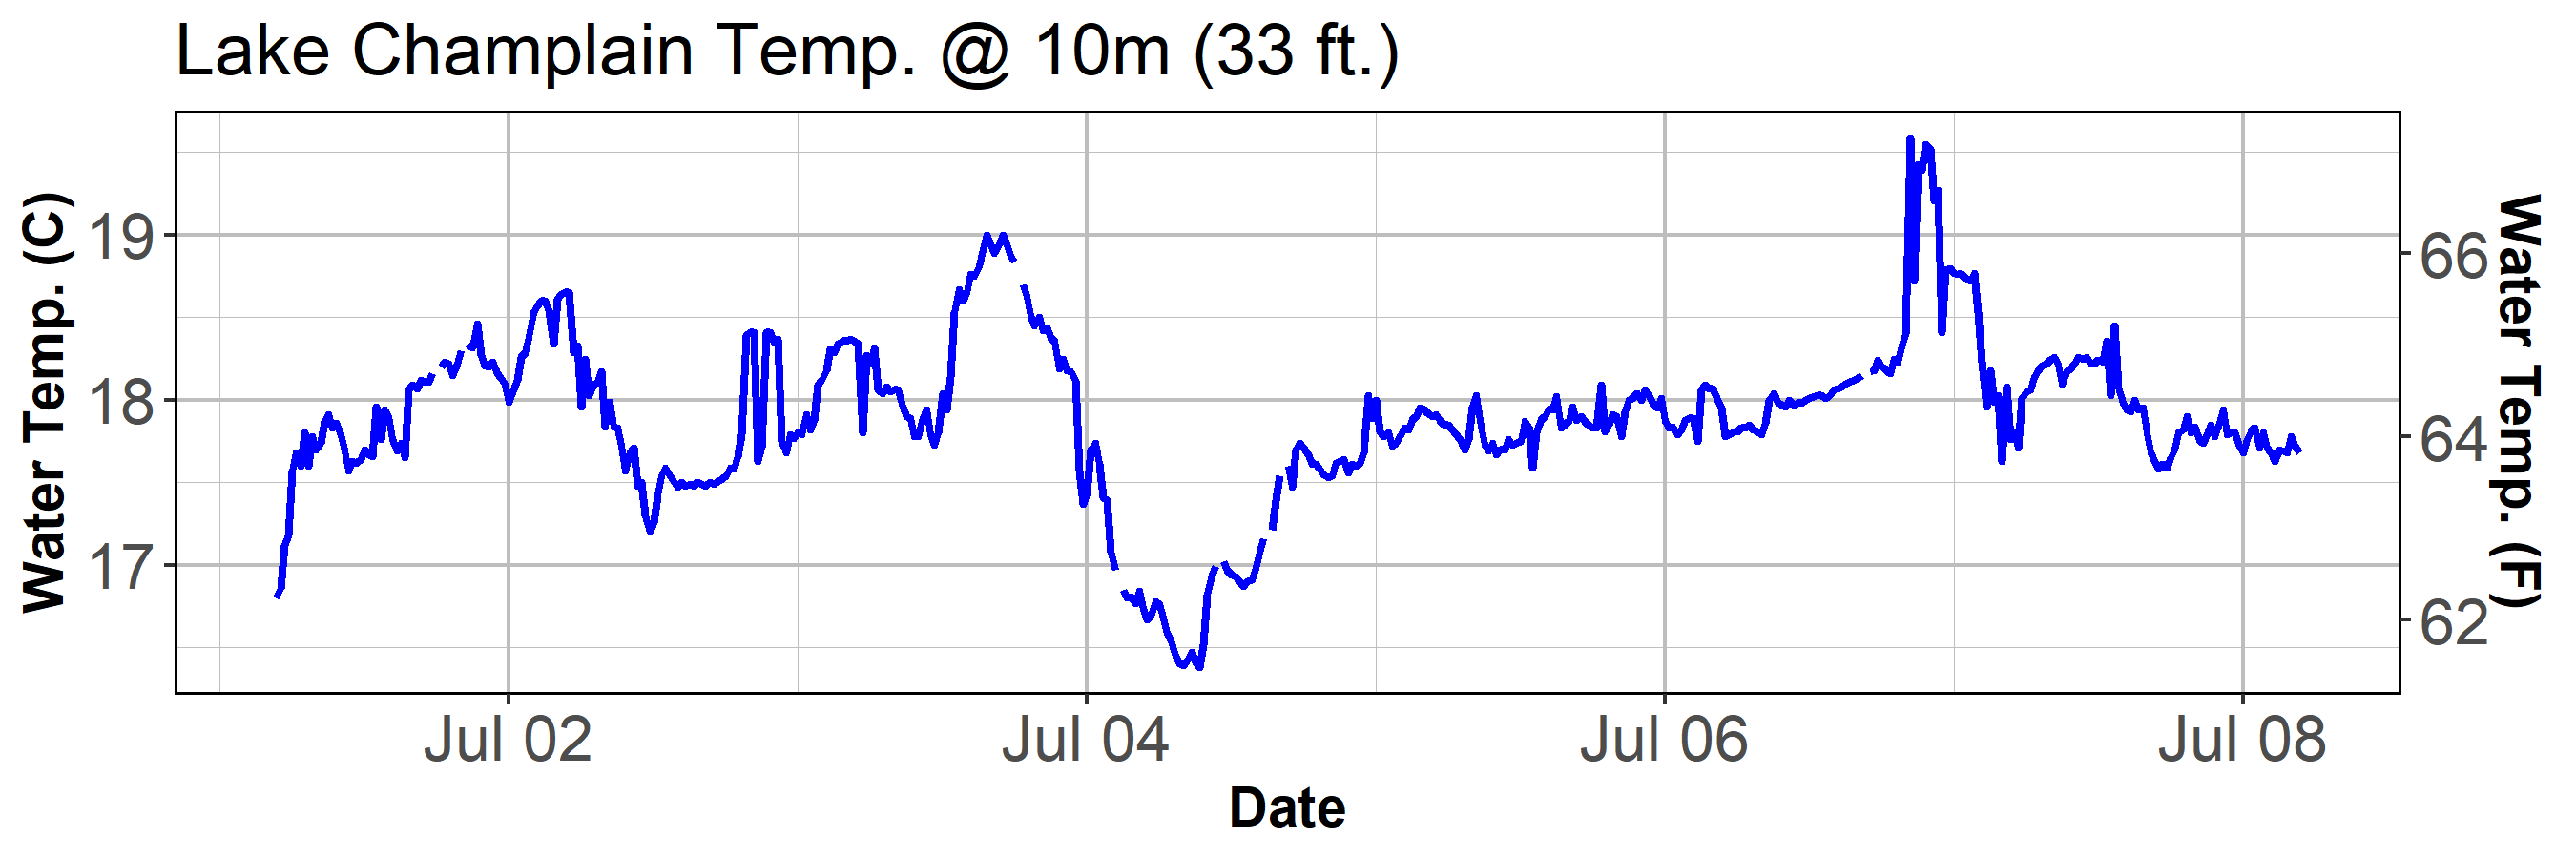 Lake Champlain Temp. @ 10m (33 ft.)
Water Temp. (C)
19
18
17
66
64
62
Water Temp. (F)
Jul 02 Jul 04 Jul 06 Jul 08
Date